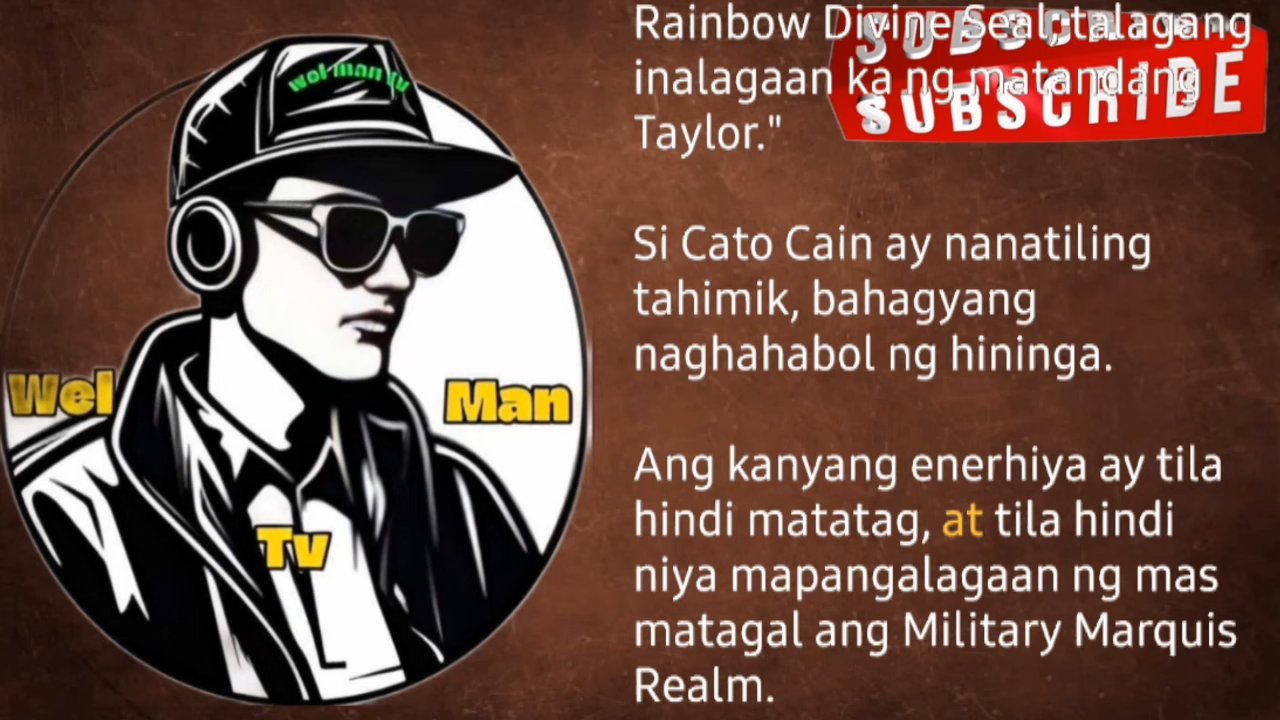 wel man tv
Wel
Man
Tv
SUBSCRIBE
SUBSCRIBE
Rainbow Divine Seal, talagang
inalagaan ka ng matandang
Taylor."
Si Cato Cain ay nanatiling
tahimik, bahagyang
naghahabol ng hininga.
Ang kanyang enerhiya ay tila
hindi matatag, at tila hindi
niya mapangalagaan ng mas
matagal ang Military Marquis
Realm.